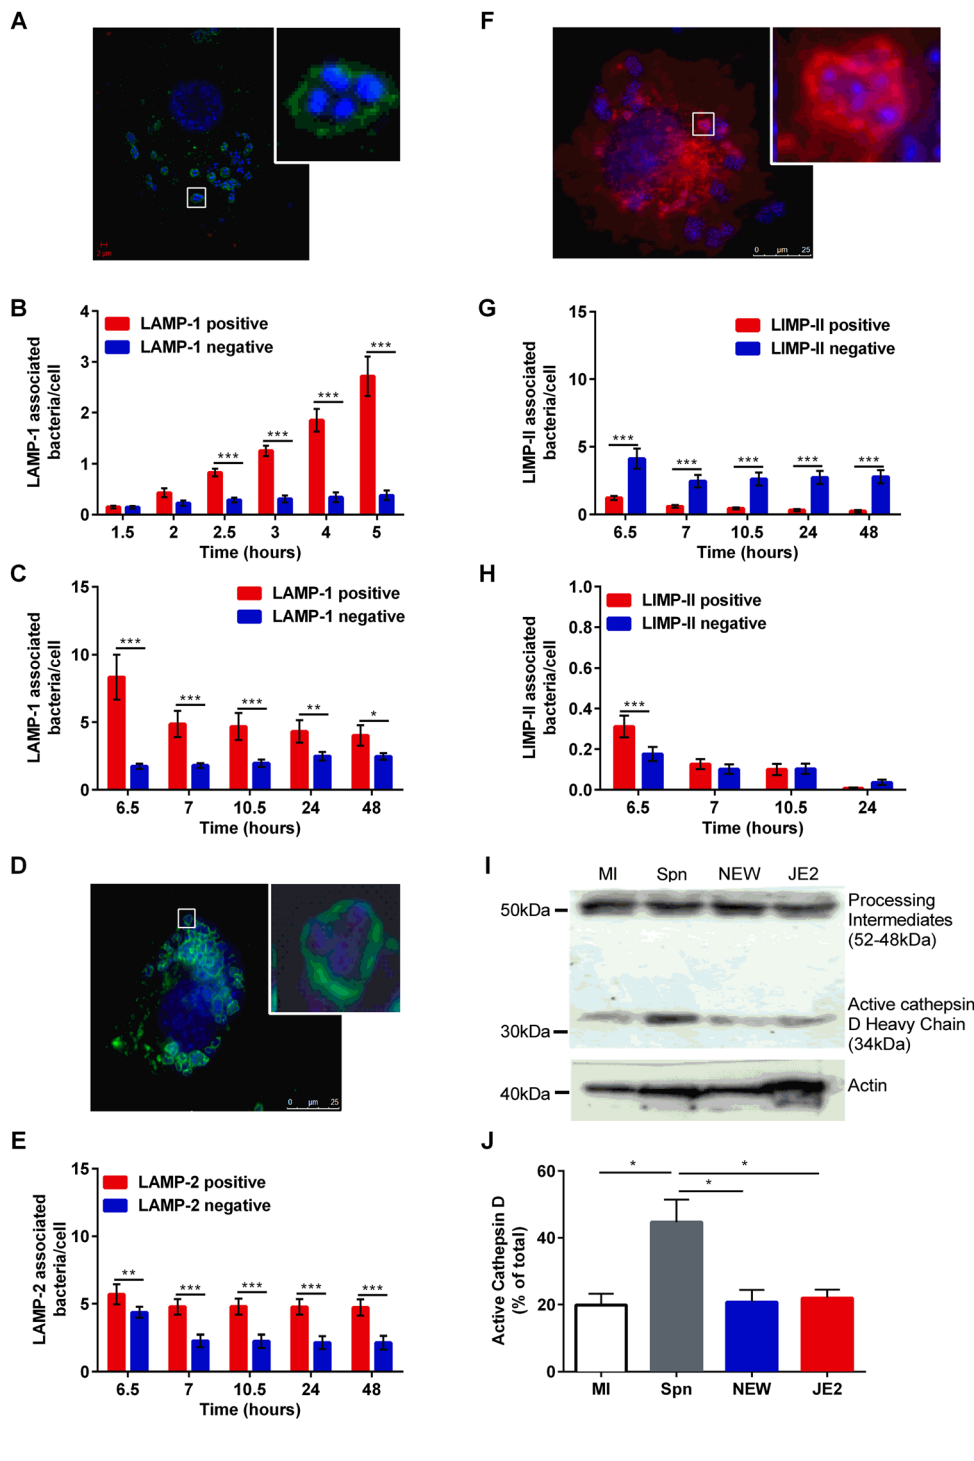 A
2 µm
B
LAMP-1 associated
bacteria/cell
4
3
2
1
0
LAMP-1 positive
LAMP-1 negative
***
***
***
***
1.5 2 2.5 3 4 5
Time (hours)
C
LAMP-1 associated
bacteria/cell
15
10
5
0
LAMP-1 positive
LAMP-1 negative
***
***
***
**
*
6.5 7 10.5 24 48
Time (hours)
D
0 µm 25
E
LAMP-2 associated
bacteria/cell
15
10
5
0
LAMP-2 positive
LAMP-2 negative
**
***
***
***
***
6.5 7 10.5 24 48
Time (hours)
F
0 µm 25
G
LIMP-II associated
bacteria/cell
15
10
5
0
LIMP-II positive
LIMP-II negative
***
***
***
***
***
6.5 7 10.5 24 48
Time (hours)
H
LIMP-II associated
bacteria/cell
1.0
0.8
0.6
0.4
0.2
0.0
LIMP-II positive
LIMP-II negative
***
6.5 7 10.5 24
Time (hours)
I
MI Spn NEW JE2
50kDa
30kDa
40kDa
Processing
Intermediates
(52-48kDa)
Active cathepsin
D Heavy Chain
(34kDa)
Actin
J
Active Cathepsin D
(% of total)
60
40
20
0
*
*
*
MI Spn NEW JE2